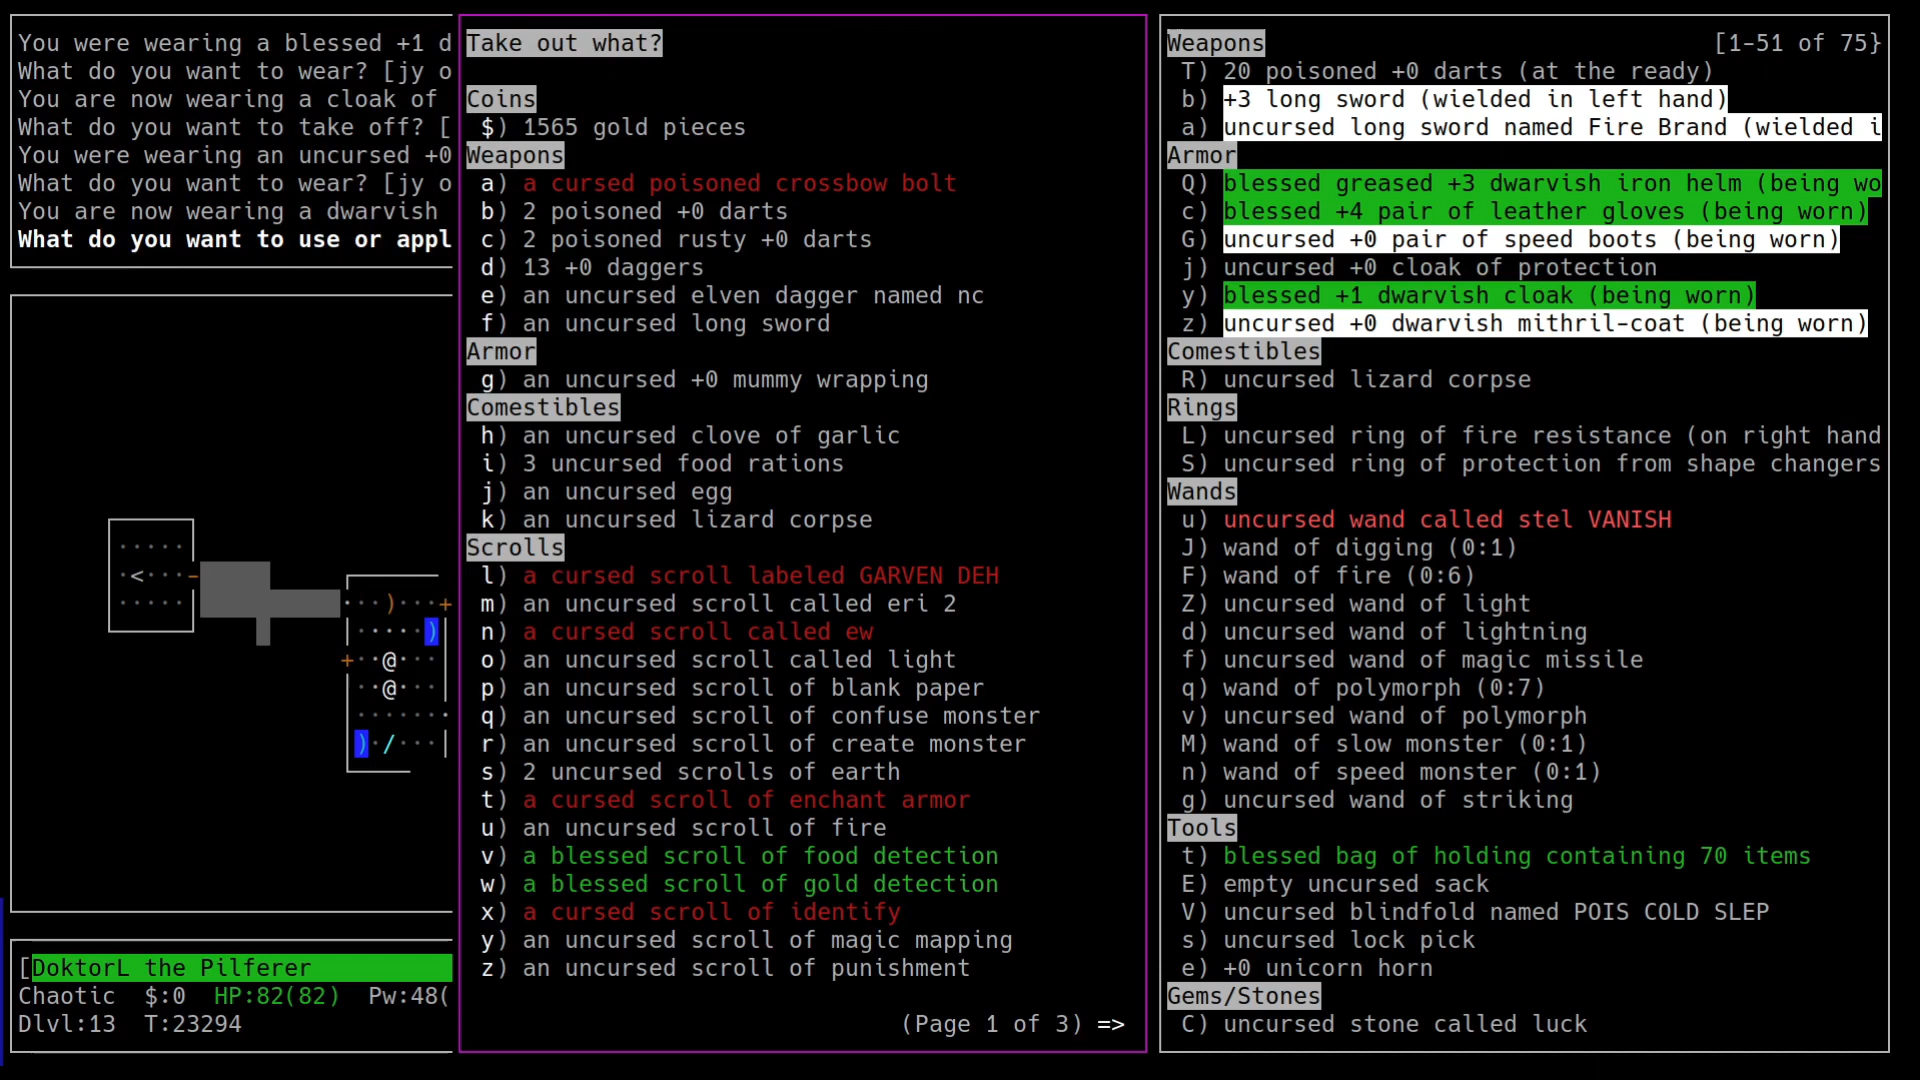 You were wearing a blessed +1 d
What do you want to wear? [jy o
You are now wearing a cloak of
What do you want to take off? [
You were wearing an uncursed +0
What do you want to wear? [jy o
You are now wearing a dwarvish
What do you want to use or appl
<
)
+
)
+
@
@
)
/
[DoktorL the Pilferer
Chaotic $:0 HP:82(82) Pw:48(
Dlvl:13 T:23294
Take out what?
Coins
$) 1565 gold pieces
Weapons
a) a cursed poisoned crossbow bolt
b) 2 poisoned +0 darts
c) 2 poisoned rusty +0 darts
d) 13 +0 daggers
e) an uncursed elven dagger named nc
f) an uncursed long sword
Armor
g) an uncursed +0 mummy wrapping
Comestibles
h) an uncursed clove of garlic
i) 3 uncursed food rations
j) an uncursed egg
k) an uncursed lizard corpse
Scrolls
l) a cursed scroll labeled GARVEN DEH
m) an uncursed scroll called eri 2
n) a cursed scroll called ew
o) an uncursed scroll called light
p) an uncursed scroll of blank paper
q) an uncursed scroll of confuse monster
r) an uncursed scroll of create monster
s) 2 uncursed scrolls of earth
t) a cursed scroll of enchant armor
u) an uncursed scroll of fire
v) a blessed scroll of food detection
w) a blessed scroll of gold detection
x) a cursed scroll of identify
y) an uncursed scroll of magic mapping
z) an uncursed scroll of punishment
(Page 1 of 3) =>
Weapons [1-51 of 75}
T) 20 poisoned +0 darts (at the ready)
b) +3 long sword (wielded in left hand)
a) uncursed long sword named Fire Brand (wielded i
Armor
Q) blessed greased +3 dwarvish iron helm (being wo
c) blessed +4 pair of leather gloves (being worn)
G) uncursed +0 pair of speed boots (being worn)
j) uncursed +0 cloak of protection
y) blessed +1 dwarvish cloak (being worn)
z) uncursed +0 dwarvish mithril-coat (being worn)
Comestibles
R) uncursed lizard corpse
Rings
L) uncursed ring of fire resistance (on right hand
S) uncursed ring of protection from shape changers
Wands
u) uncursed wand called stel VANISH
J) wand of digging (0:1)
F) wand of fire (0:6)
Z) uncursed wand of light
d) uncursed wand of lightning
f) uncursed wand of magic missile
q) wand of polymorph (0:7)
v) uncursed wand of polymorph
M) wand of slow monster (0:1)
n) wand of speed monster (0:1)
g) uncursed wand of striking
Tools
t) blessed bag of holding containing 70 items
E) empty uncursed sack
V) uncursed blindfold named POIS COLD SLEP
s) uncursed lock pick
e) +0 unicorn horn
Gems/Stones
C) uncursed stone called luck